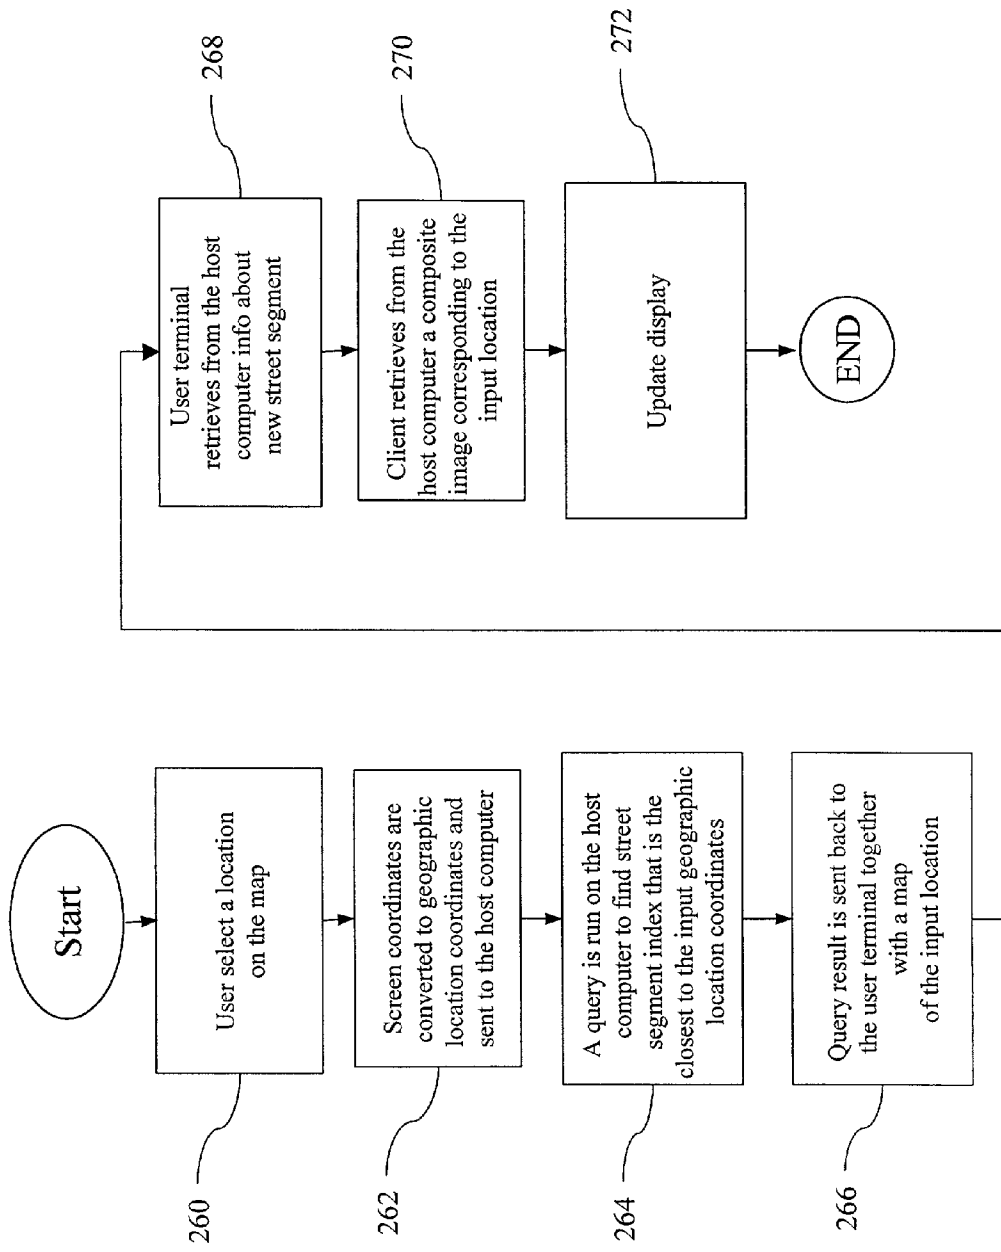 Start
User select a location
on the map
260
Screen coordinates are
converted to geographic
location coordinates and
sent to the host computer
262
A query is run on the host
computer to find street
segment index that is the
closest to the input geographic
location coordinates
264
Query result is sent back to
the user terminal together
with a map
of the input location
266
User terminal
retrieves from the host
computer info about
new street segment
268
Client retrieves from the
host computer a composite
image corresponding to the
input location
270
Update display
272
END